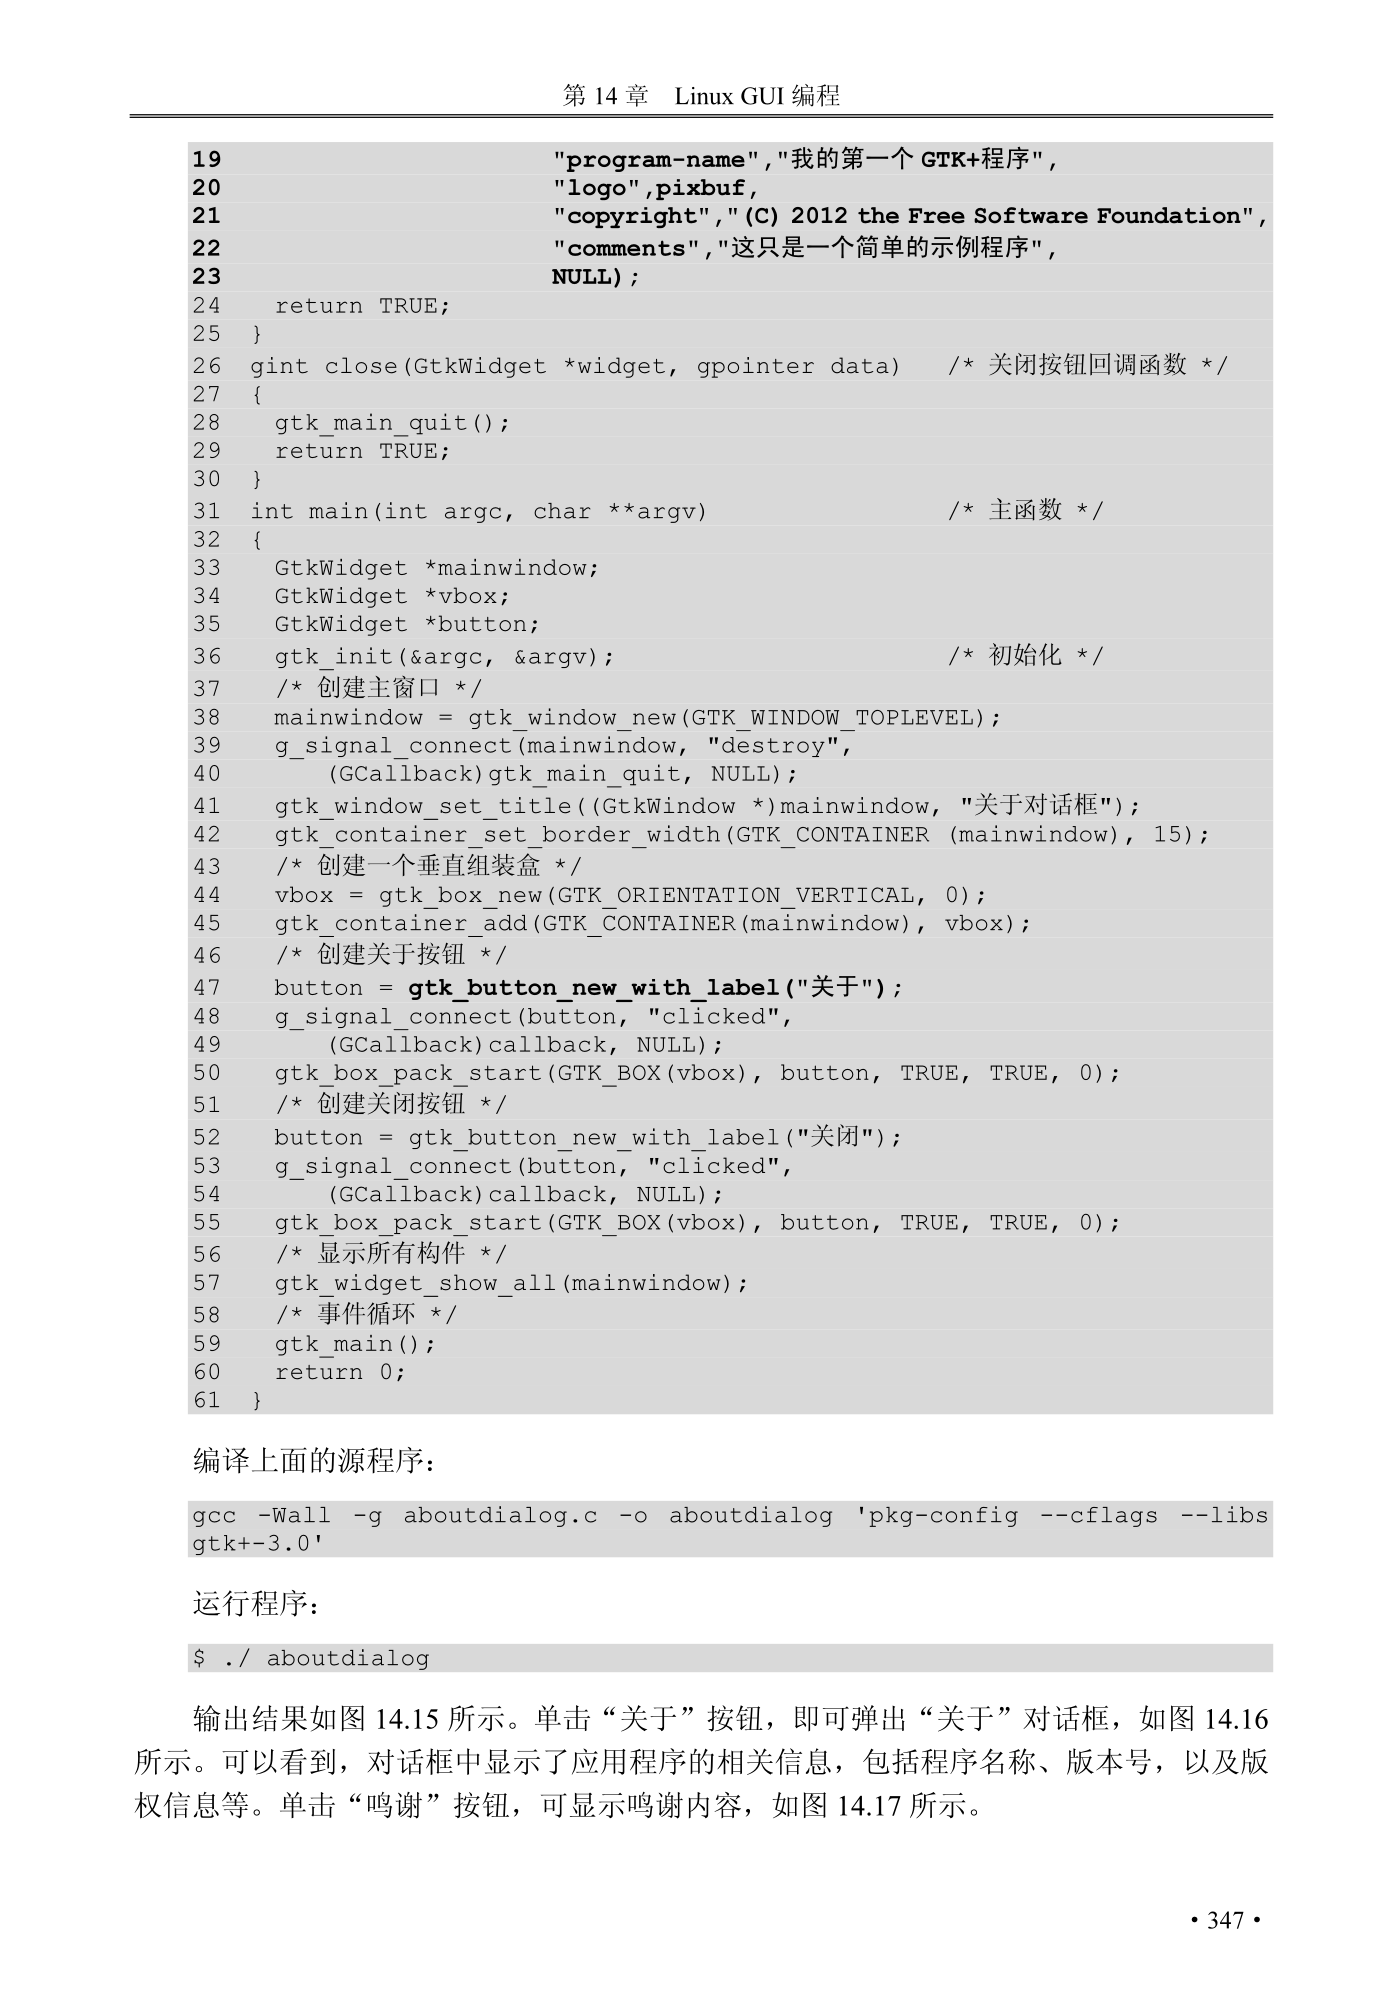 第 14 章 Linux GUI 编程
19 "program-name","我的第一个 GTK+程序",
20 "logo",pixbuf,
21 "copyright","(C) 2012 the Free Software Foundation",
22 "comments","这只是一个简单的示例程序",
23 NULL);
24 return TRUE;
25 }
26 gint close(GtkWidget *widget, gpointer data) /* 关闭按钮回调函数 */
27 {
28 gtk_main_quit();
29 return TRUE;
30 }
31 int main(int argc, char **argv) /* 主函数 */
32 {
33 GtkWidget *mainwindow;
34 GtkWidget *vbox;
35 GtkWidget *button;
36 gtk_init(&argc, &argv); /* 初始化 */
37 /* 创建主窗口 */
38 mainwindow = gtk_window_new(GTK_WINDOW_TOPLEVEL);
39 g_signal_connect(mainwindow, "destroy",
40 (GCallback)gtk_main_quit, NULL);
41 gtk_window_set_title((GtkWindow *)mainwindow, "关于对话框");
42 gtk_container_set_border_width(GTK_CONTAINER (mainwindow), 15);
43 /* 创建一个垂直组装盒 */
44 vbox = gtk_box_new(GTK_ORIENTATION_VERTICAL, 0);
45 gtk_container_add(GTK_CONTAINER(mainwindow), vbox);
46 /* 创建关于按钮 */
47 button = gtk_button_new_with_label("关于");
48 g_signal_connect(button, "clicked",
49 (GCallback)callback, NULL);
50 gtk_box_pack_start(GTK_BOX(vbox), button, TRUE, TRUE, 0);
51 /* 创建关闭按钮 */
52 button = gtk_button_new_with_label("关闭");
53 g_signal_connect(button, "clicked",
54 (GCallback)callback, NULL);
55 gtk_box_pack_start(GTK_BOX(vbox), button, TRUE, TRUE, 0);
56 /* 显示所有构件 */
57 gtk_widget_show_all(mainwindow);
58 /* 事件循环 */
59 gtk_main();
60 return 0;
61 }
编译上面的源程序：
gcc -Wall -g aboutdialog.c -o aboutdialog 'pkg-config --cflags --libs
gtk+-3.0'
运行程序：
$ ./ aboutdialog
输出结果如图 14.15 所示。单击“关于”按钮，即可弹出“关于”对话框，如图 14.16
所示。可以看到，对话框中显示了应用程序的相关信息，包括程序名称、版本号，以及版
权信息等。单击“鸣谢”按钮，可显示鸣谢内容，如图 14.17 所示。
• 347 •